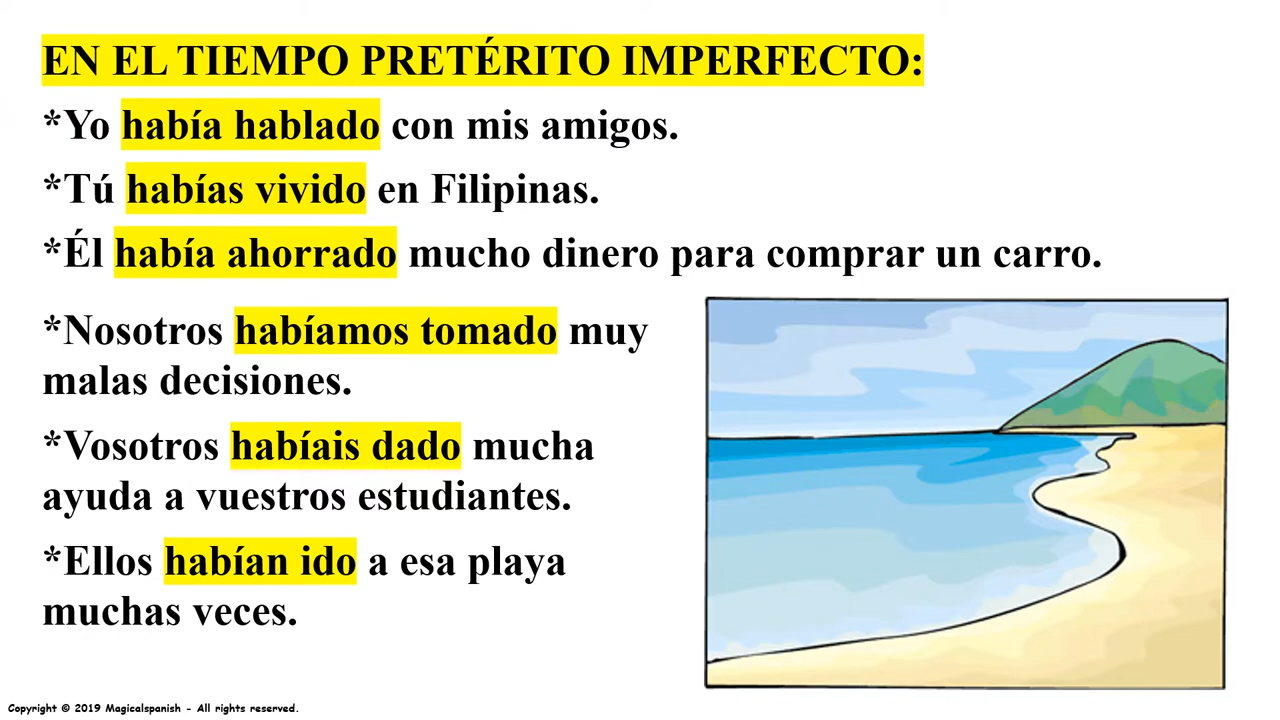 EN EL TIEMPO PRETÉRITO IMPERFECTO:
*Yo había hablado con mis amigos.
*Tú habías vivido en Filipinas.
*Él había ahorrado mucho dinero para comprar un carro.
*Nosotros habíamos tomado muy
malas decisiones.
*Vosotros habíais dado mucha
ayuda a vuestros estudiantes.
*Ellos habían ido a esa playa
muchas veces.
Copyright © 2019 Magicalspanish - All rights reserved.